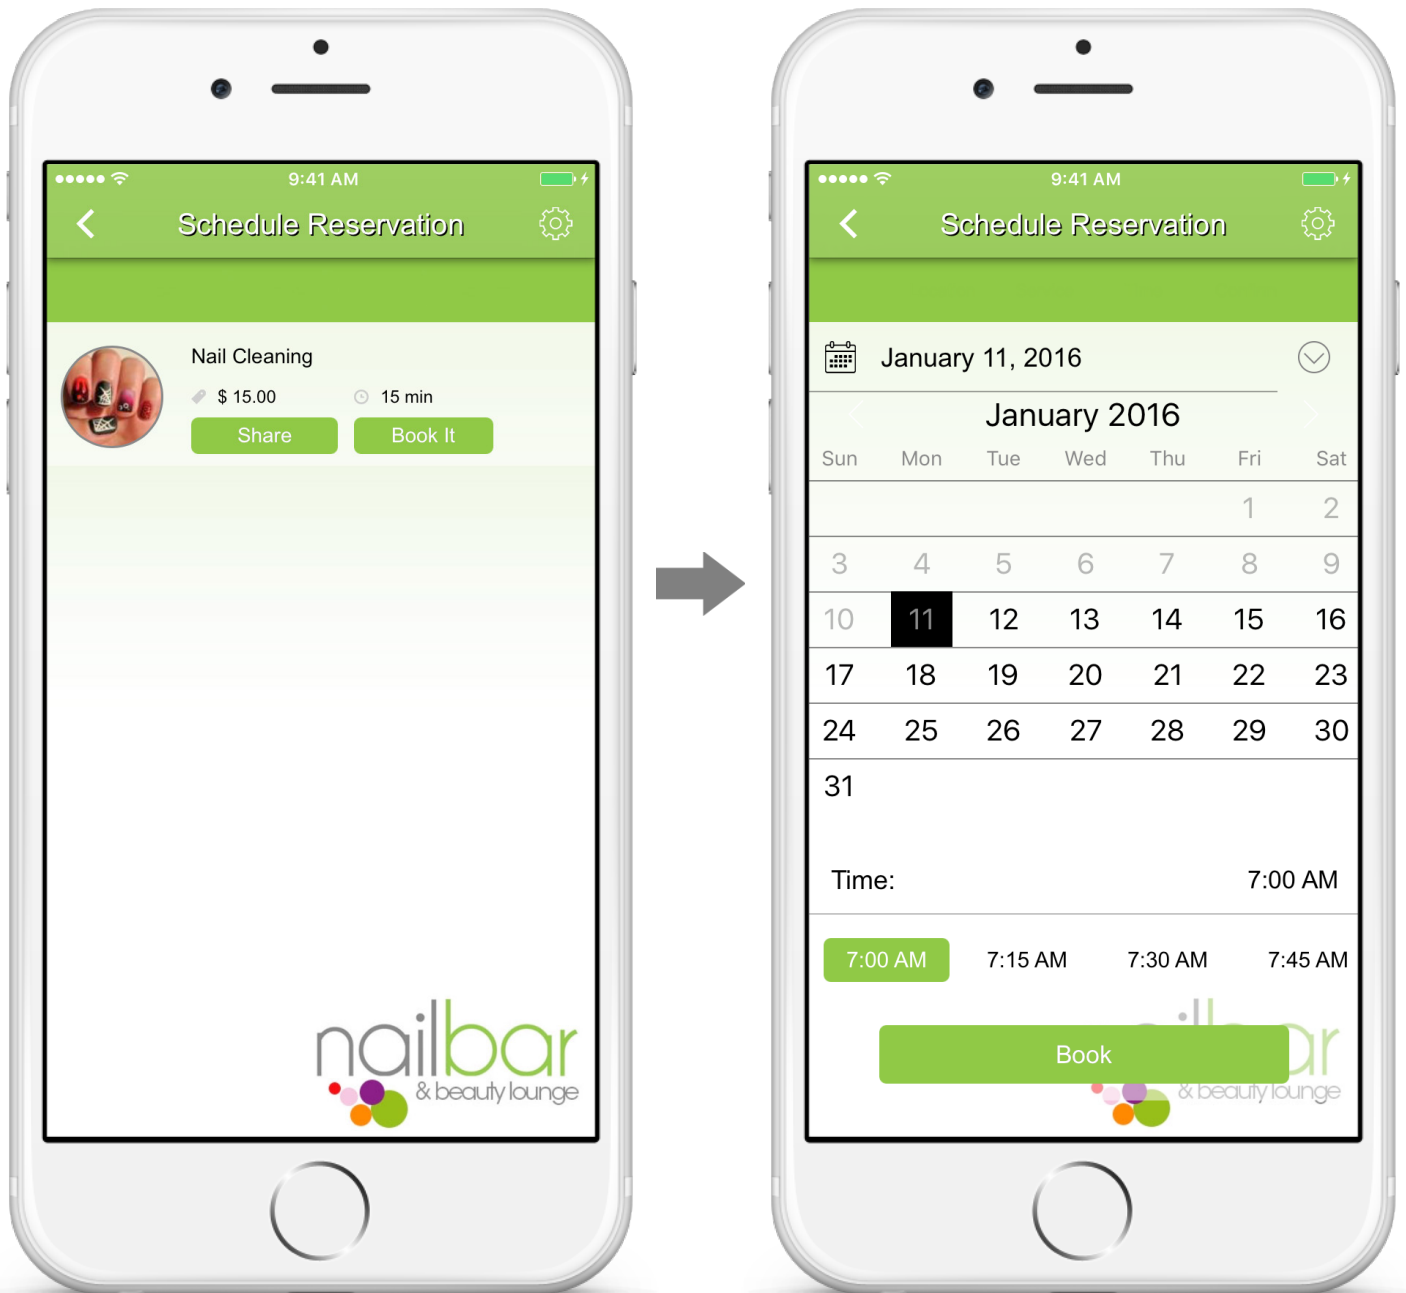 9:41 AM
Schedule Reservation
Nail Cleaning
$ 15.00 15 min
Share Book It
nailbar
& beauty lounge
9:41 AM
Schedule Reservation
January 11, 2016
January 2016
Sun Mon Tue Wed Thu Fri Sat
1 2
3 4 5 6 7 8 9
10 11 12 13 14 15 16
17 18 19 20 21 22 23
24 25 26 27 28 29 30
31
Time: 7:00 AM
7:00 AM 7:15 AM 7:30 AM 7:45 AM
Book
nailbar
& beauty lounge